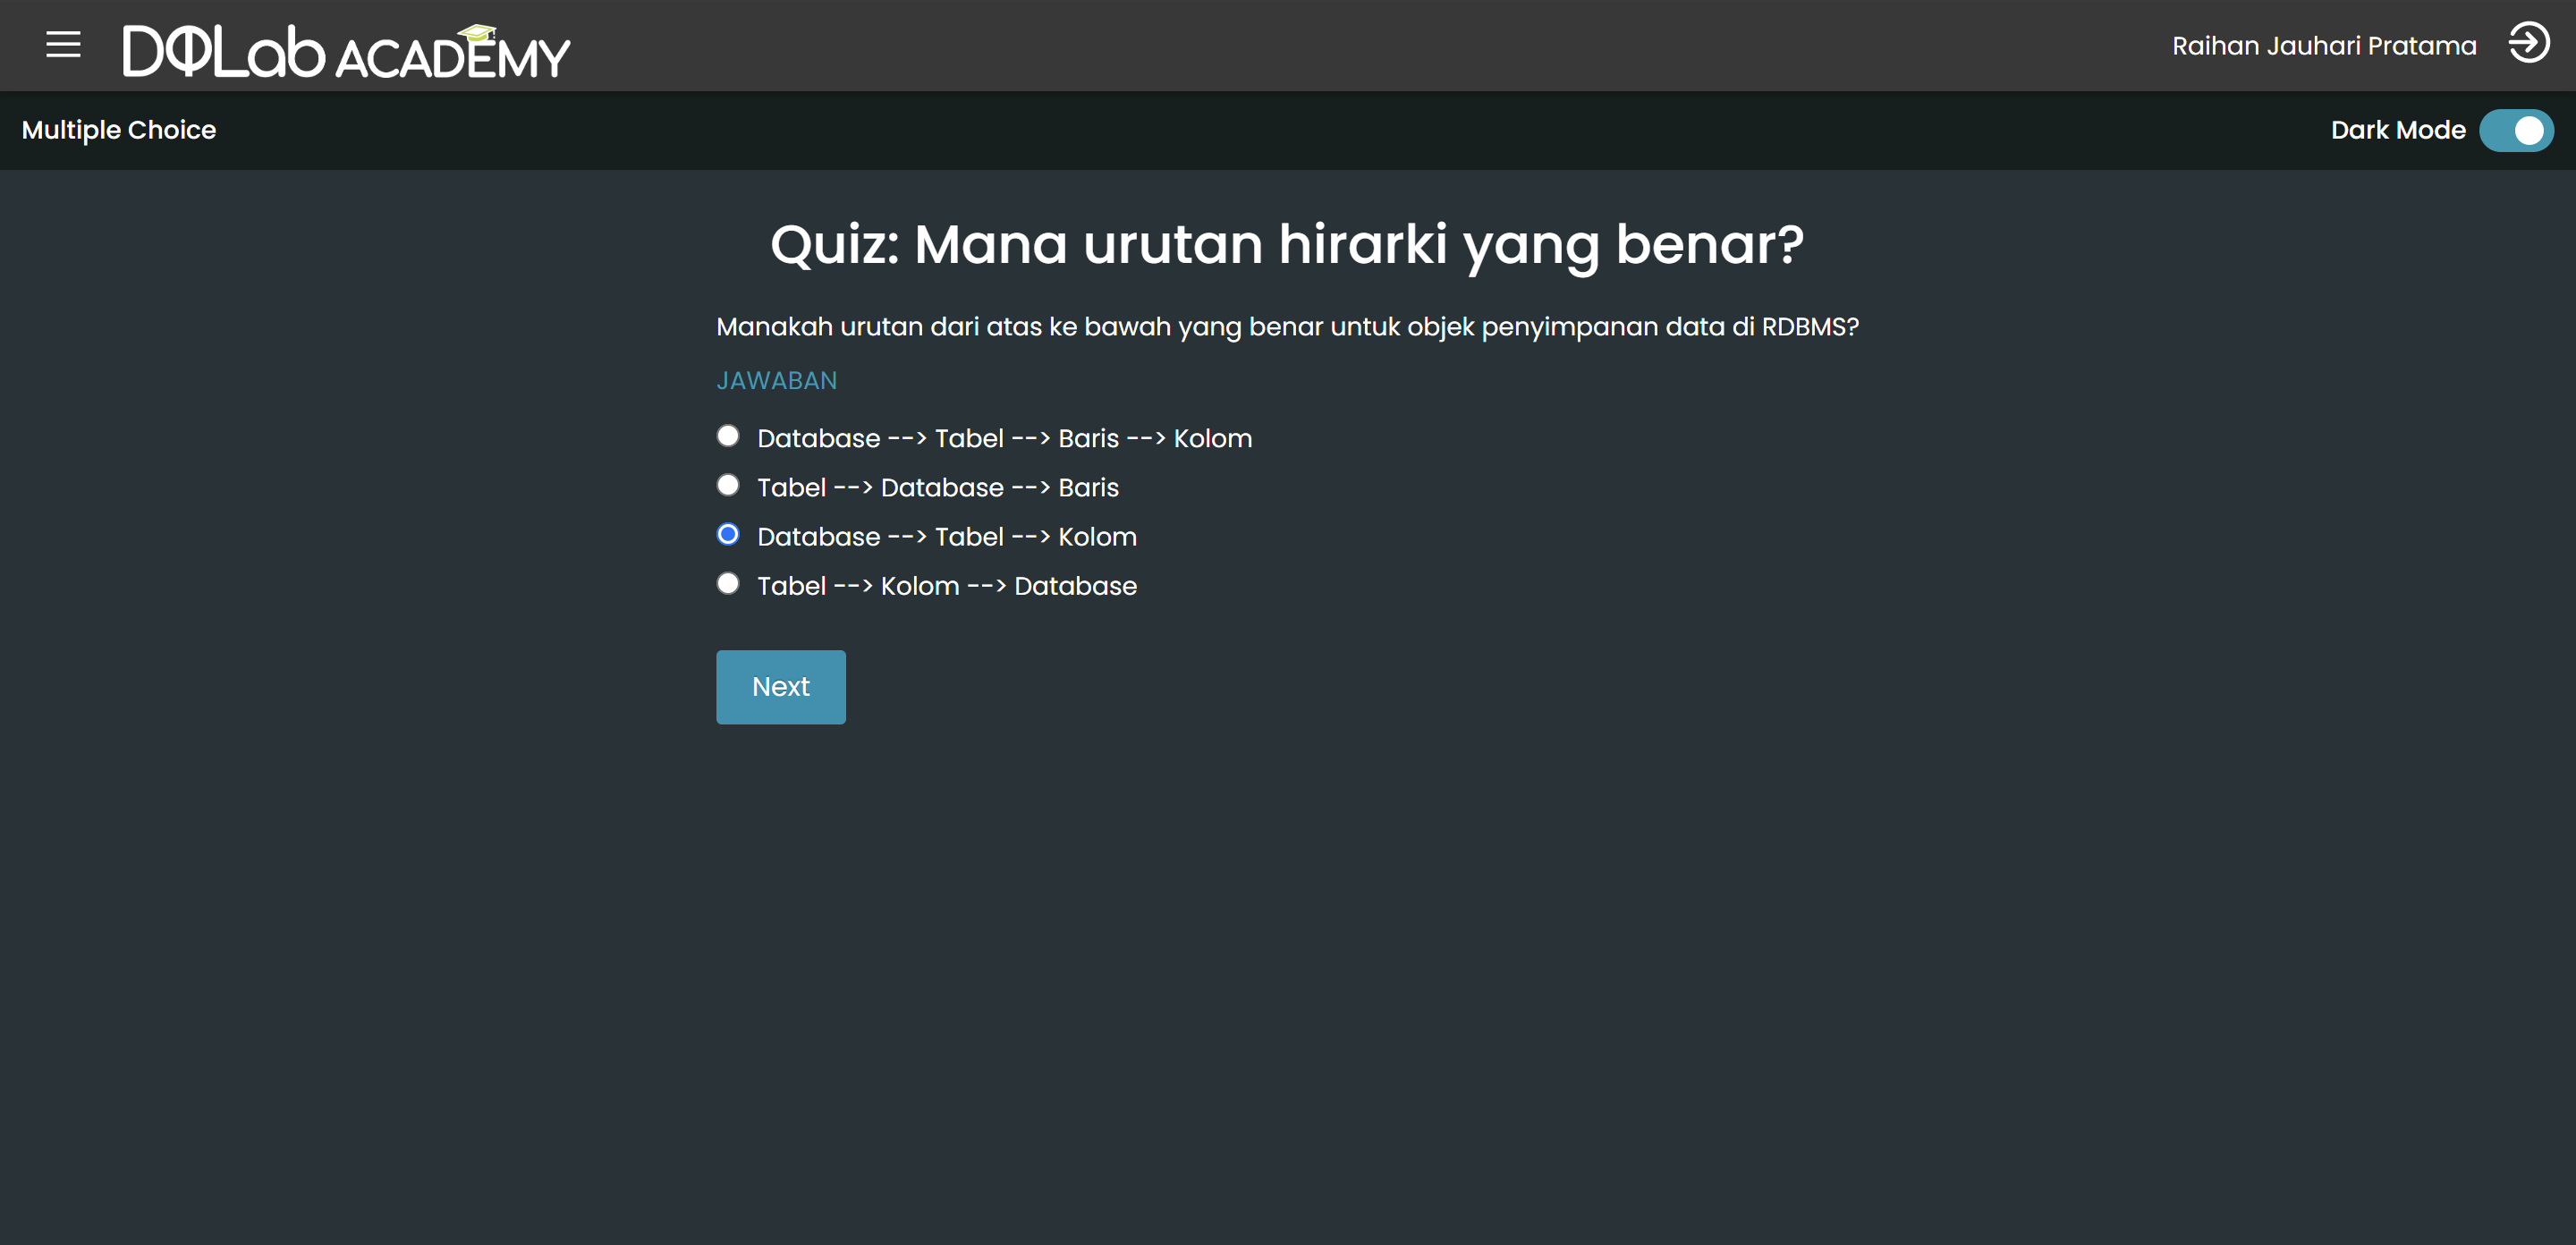 DQLab ACADEMY
Raihan Jauhari Pratama
Multiple Choice
Dark Mode
Quiz: Mana urutan hirarki yang benar?
Manakah urutan dari atas ke bawah yang benar untuk objek penyimpanan data di RDBMS?
JAWABAN
Database --> Tabel --> Baris --> Kolom
Tabel --> Database --> Baris
Database --> Tabel --> Kolom
Tabel --> Kolom --> Database
Next